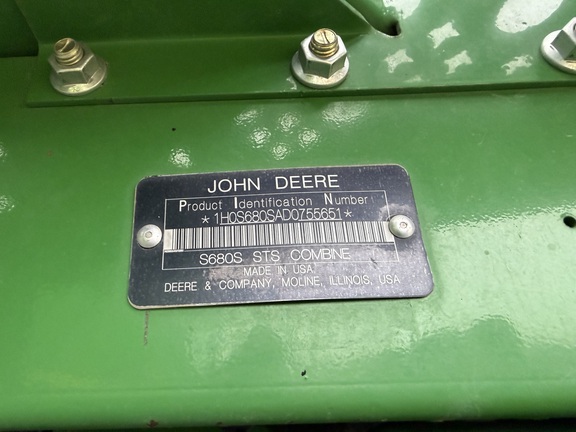 JOHN DEERE
Product Identification Number
*1H0S680SAD0755651*
S680S STS COMBINE
MADE IN USA
DEERE & COMPANY, MOLINE, ILLINOIS, USA